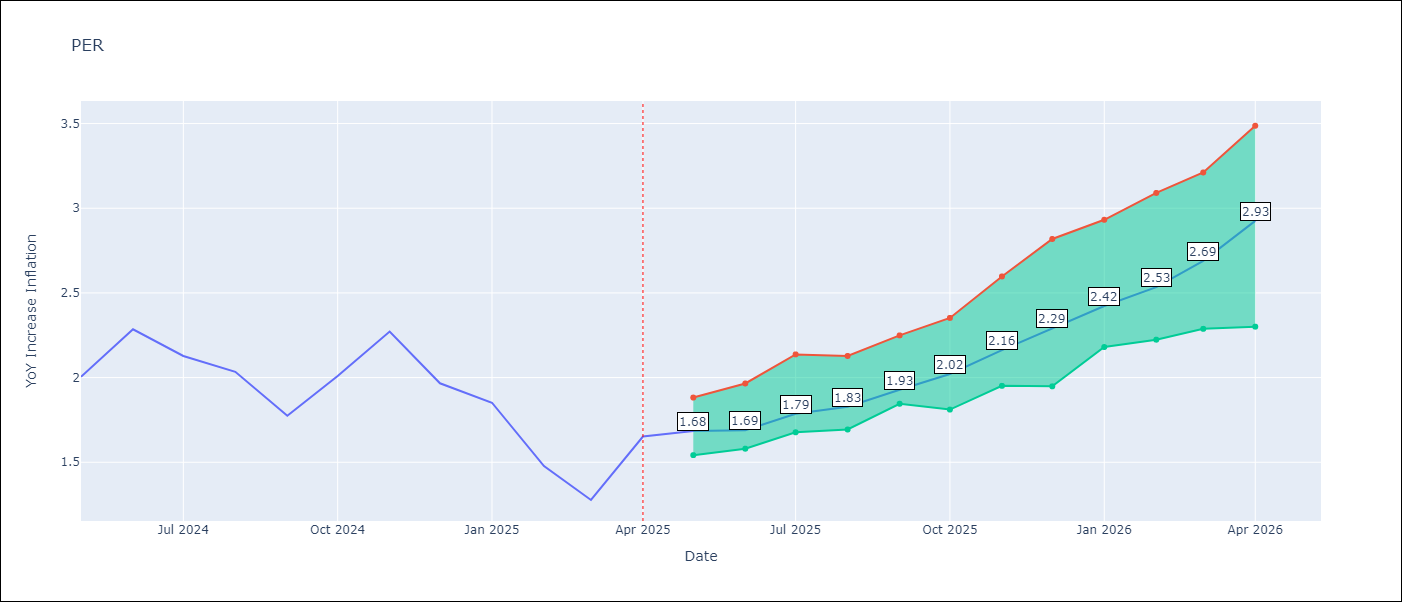 PER
YoY Increase Inflation
3.5
3
2.5
2
1.5
1.68
1.69
1.79
1.83
1.93
2.02
2.16
2.29
2.42
2.53
2.69
2.93
Jul 2024
Oct 2024
Jan 2025
Apr 2025
Jul 2025
Oct 2025
Jan 2026
Apr 2026
Date